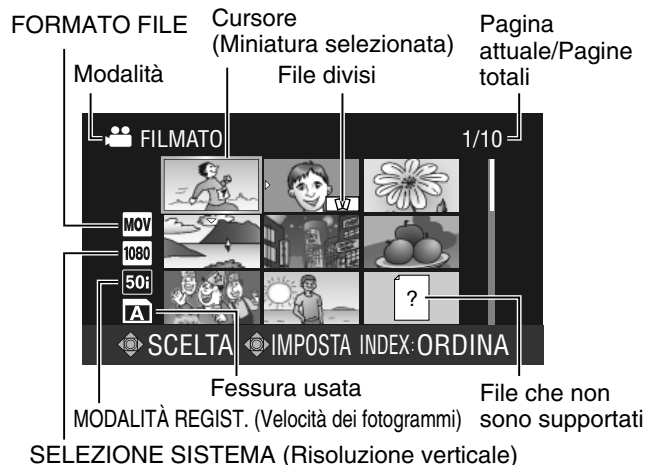 FORMATO FILE
Cursore
(Miniatura selezionata)
Pagina
attuale/Pagine
totali
Modalità
File divisi
FILMATO
1/10
MOV
1080
50i
A
?
SCELTA IMPOSTA INDEX:ORDINA
Fessura usata
File che non
sono supportati
MODALITÀ REGIST. (Velocità dei fotogrammi)
SELEZIONE SISTEMA (Risoluzione verticale)